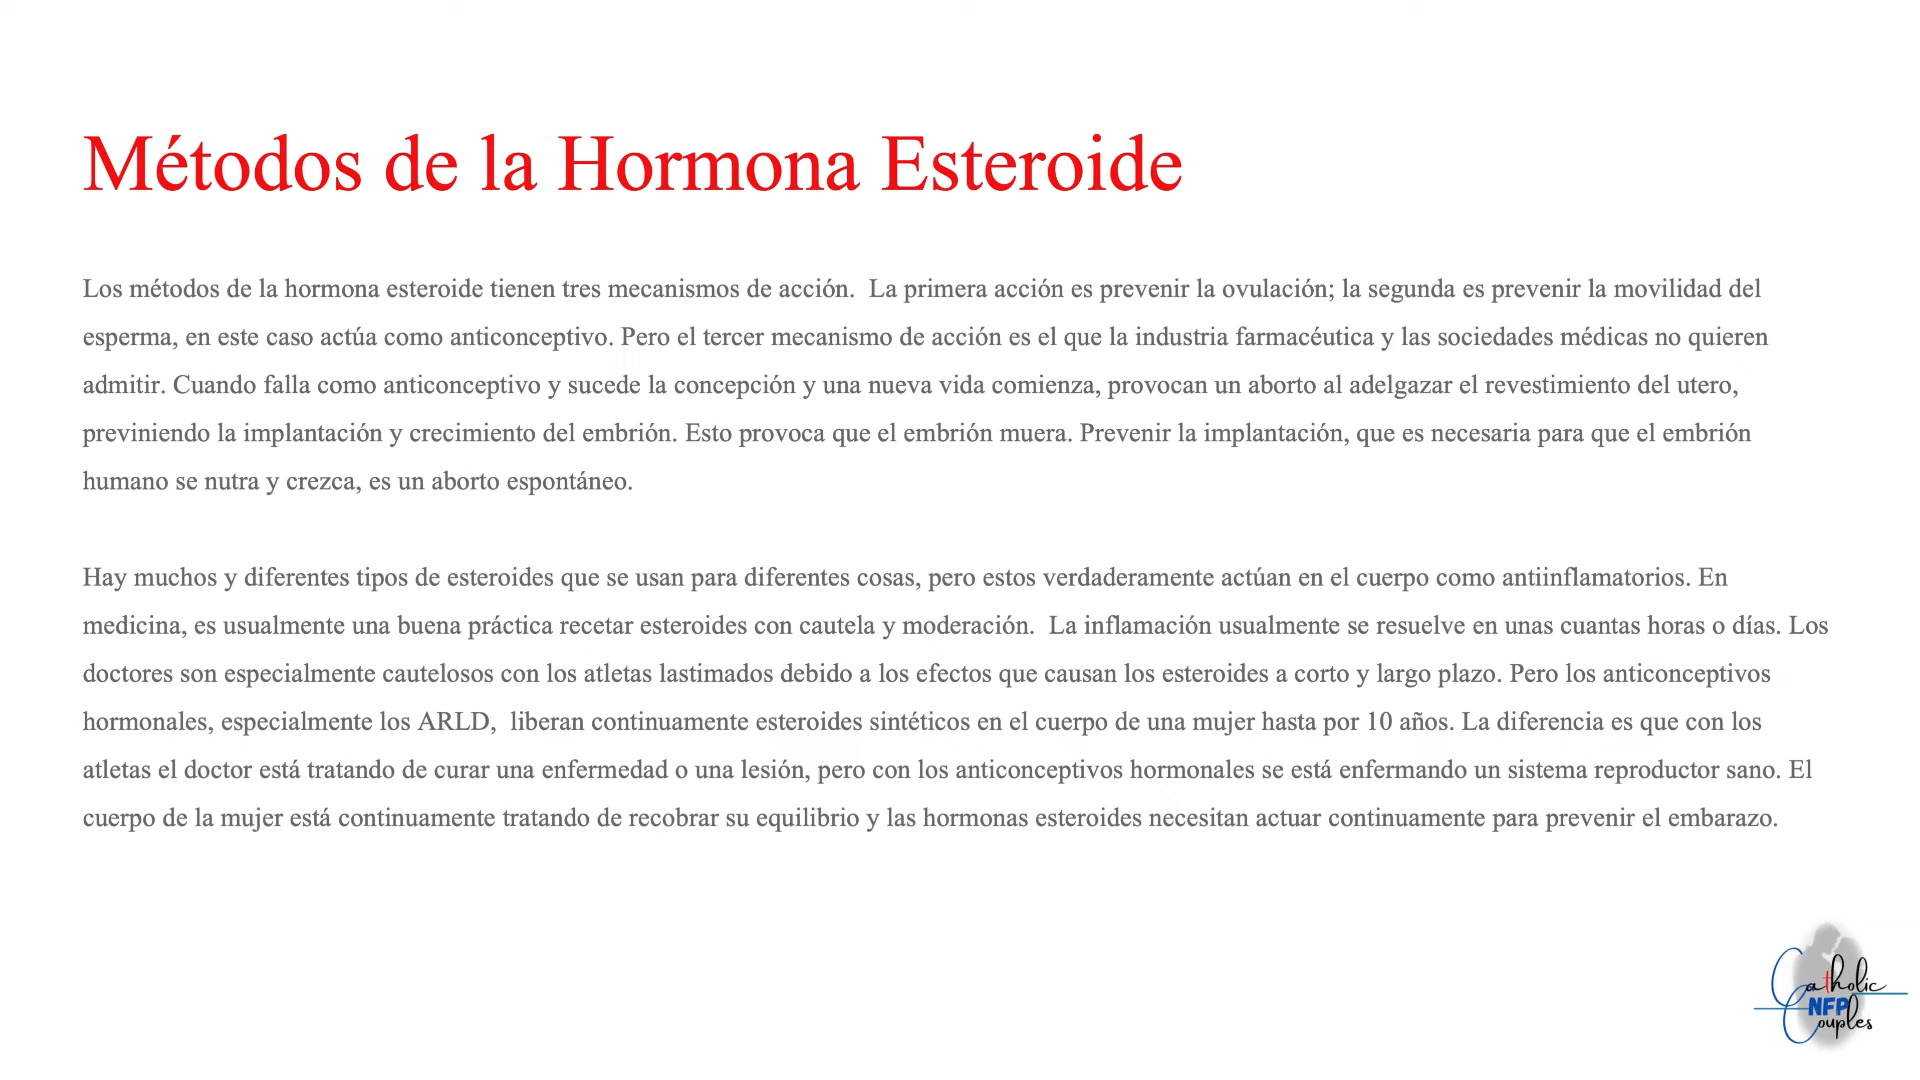 Métodos de la Hormona Esteroide
Los métodos de la hormona esteroide tienen tres mecanismos de acción.  La primera acción es prevenir la ovulación; la segunda es prevenir la movilidad del
esperma, en este caso actúa como anticonceptivo. Pero el tercer mecanismo de acción es el que la industria farmacéutica y las sociedades médicas no quieren
admitir. Cuando falla como anticonceptivo y sucede la concepción y una nueva vida comienza, provocan un aborto al adelgazar el revestimiento del utero,
previniendo la implantación y crecimiento del embrión. Esto provoca que el embrión muera. Prevenir la implantación, que es necesaria para que el embrión
humano se nutra y crezca, es un aborto espontáneo.
Hay muchos y diferentes tipos de esteroides que se usan para diferentes cosas, pero estos verdaderamente actúan en el cuerpo como antiinflamatorios. En
medicina, es usualmente una buena práctica recetar esteroides con cautela y moderación.  La inflamación usualmente se resuelve en unas cuantas horas o días. Los
doctores son especialmente cautelosos con los atletas lastimados debido a los efectos que causan los esteroides a corto y largo plazo. Pero los anticonceptivos
hormonales, especialmente los ARLD,  liberan continuamente esteroides sintéticos en el cuerpo de una mujer hasta por 10 años. La diferencia es que con los
atletas el doctor está tratando de curar una enfermedad o una lesión, pero con los anticonceptivos hormonales se está enfermando un sistema reproductor sano. El
cuerpo de la mujer está continuamente tratando de recobrar su equilibrio y las hormonas esteroides necesitan actuar continuamente para prevenir el embarazo.
Catholic
NFP
Couples